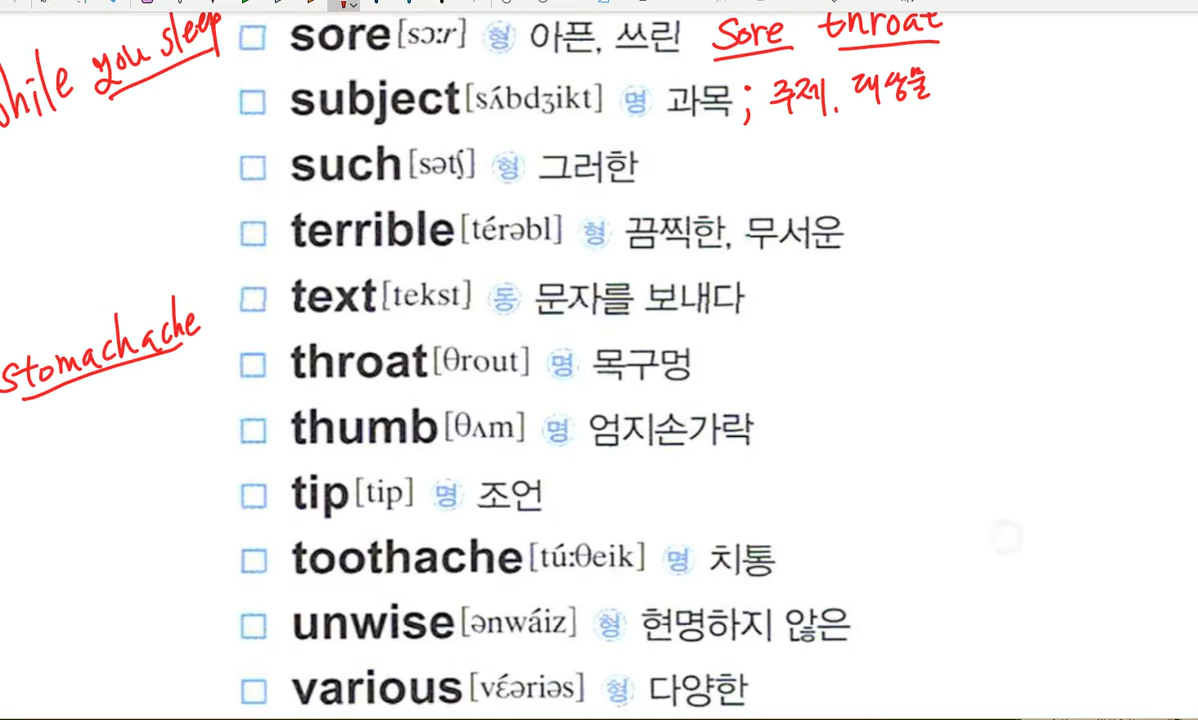 while you sleep
sore [sɔːr] 형 아픈, 쓰린 Sore throat
subject [sʌ́bdʒikt] 명 과목 ; 주제. 대상물
such [sətʃ] 형 그러한
terrible [térəbl] 형 끔찍한, 무서운
text [tekst] 동 문자를 보내다
stomachache
throat [θrout] 명 목구멍
thumb [θʌm] 명 엄지손가락
tip [tip] 명 조언
toothache [túːθeik] 명 치통
unwise [ənwáiz] 형 현명하지 않은
various [vɛ́əriəs] 형 다양한